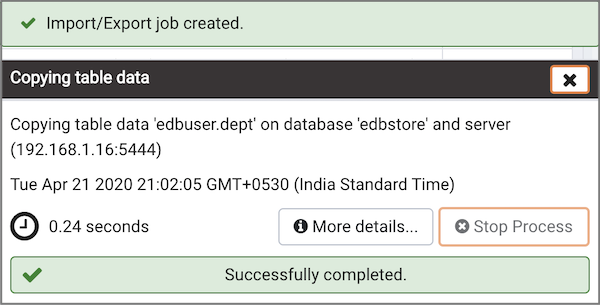 Import/Export job created.
Copying table data
Copying table data 'edbuser.dept' on database 'edbstore' and server
(192.168.1.16:5444)
Tue Apr 21 2020 21:02:05 GMT+0530 (India Standard Time)
0.24 seconds
More details...
Stop Process
Successfully completed.